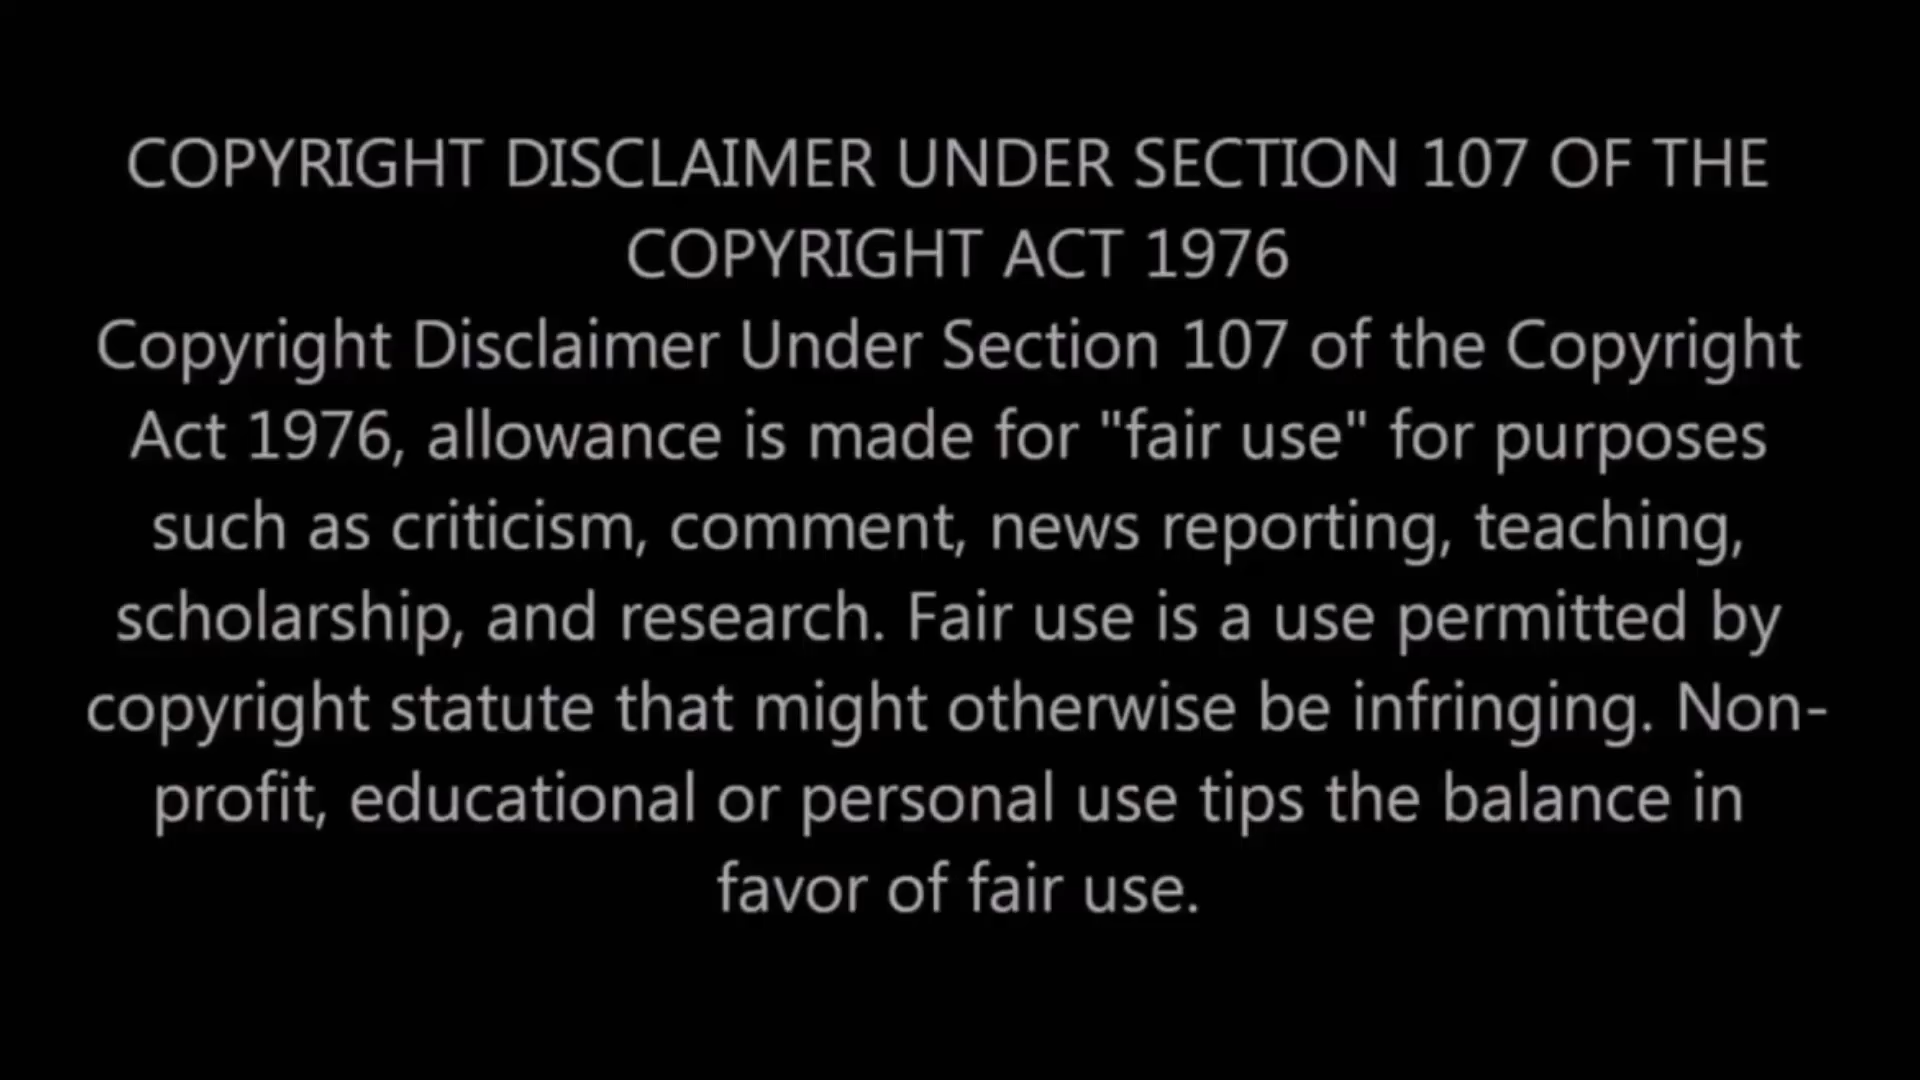 COPYRIGHT DISCLAIMER UNDER SECTION 107 OF THE
COPYRIGHT ACT 1976
Copyright Disclaimer Under Section 107 of the Copyright
Act 1976, allowance is made for "fair use" for purposes
such as criticism, comment, news reporting, teaching,
scholarship, and research. Fair use is a use permitted by
copyright statute that might otherwise be infringing. Non-
profit, educational or personal use tips the balance in
favor of fair use.